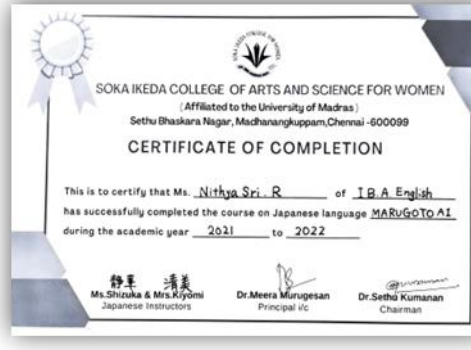 SOKA IKEDA COLLEGE OF ARTS AND SCIENCE FOR WOMEN
(Affiliated to the University of Madras)
Sethu Bhaskara Nagar, Madhanangkuppam,Chennai -600099
CERTIFICATE OF COMPLETION
This is to certify that Ms. Nithya Sri. R of I B.A. English
has successfully completed the course on Japanese language MARUGOTO A1
during the academic year 2021 to 2022
清美
Ms.Shizuka & Mrs.Kiyomi
Japanese Instructors
Dr.Meera Murugesan
Principal i/c
Dr.Sethu Kumanan
Chairman